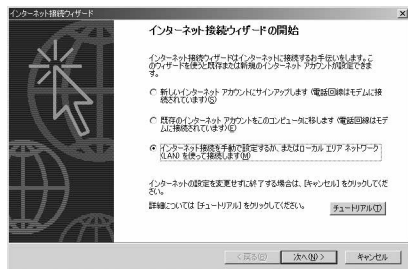 インターネット接続ウィザード
インターネット接続ウィザードの開始
インターネット接続ウィザードはインターネットに接続するお手伝いをします。こ
のウィザードを使うと既存または新規のインターネット アカウントが設定できま
す。
新しいインターネット アカウントにサインアップします (電話回線はモデムに接
続されています)(S)
既存のインターネット アカウントをこのコンピュータに移します (電話回線はモデ
ムに接続されています)(E)
インターネット接続を手動で設定するか、またはローカル エリア ネットワーク
(LAN) を使って接続します(M)
インターネットの設定を変更せずに終了する場合は、[キャンセル] をクリックしてくだ
さい。
詳細については [チュートリアル] をクリックしてください。
チュートリアル(T)
< 戻る(B)
次へ(N) >
キャンセル